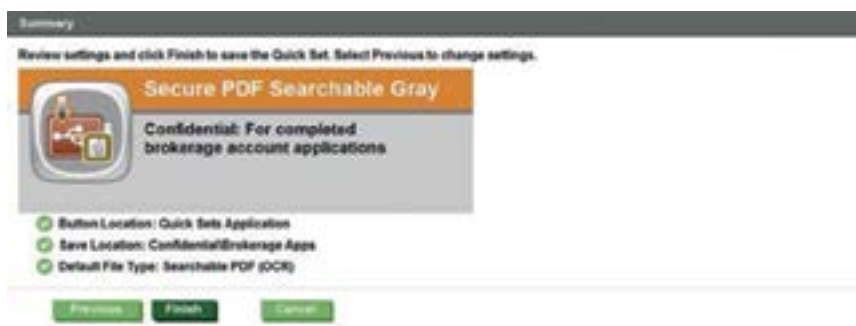 Summary
Review settings and click Finish to save the Quick Set. Select Previous to change settings.
Secure PDF Searchable Gray
Confidential: For completed
brokerage account applications
Button Location: Quick Sets Application
Save Location: Confidential\Brokerage Apps
Default File Type: Searchable PDF (OCR)
Previous Finish Cancel